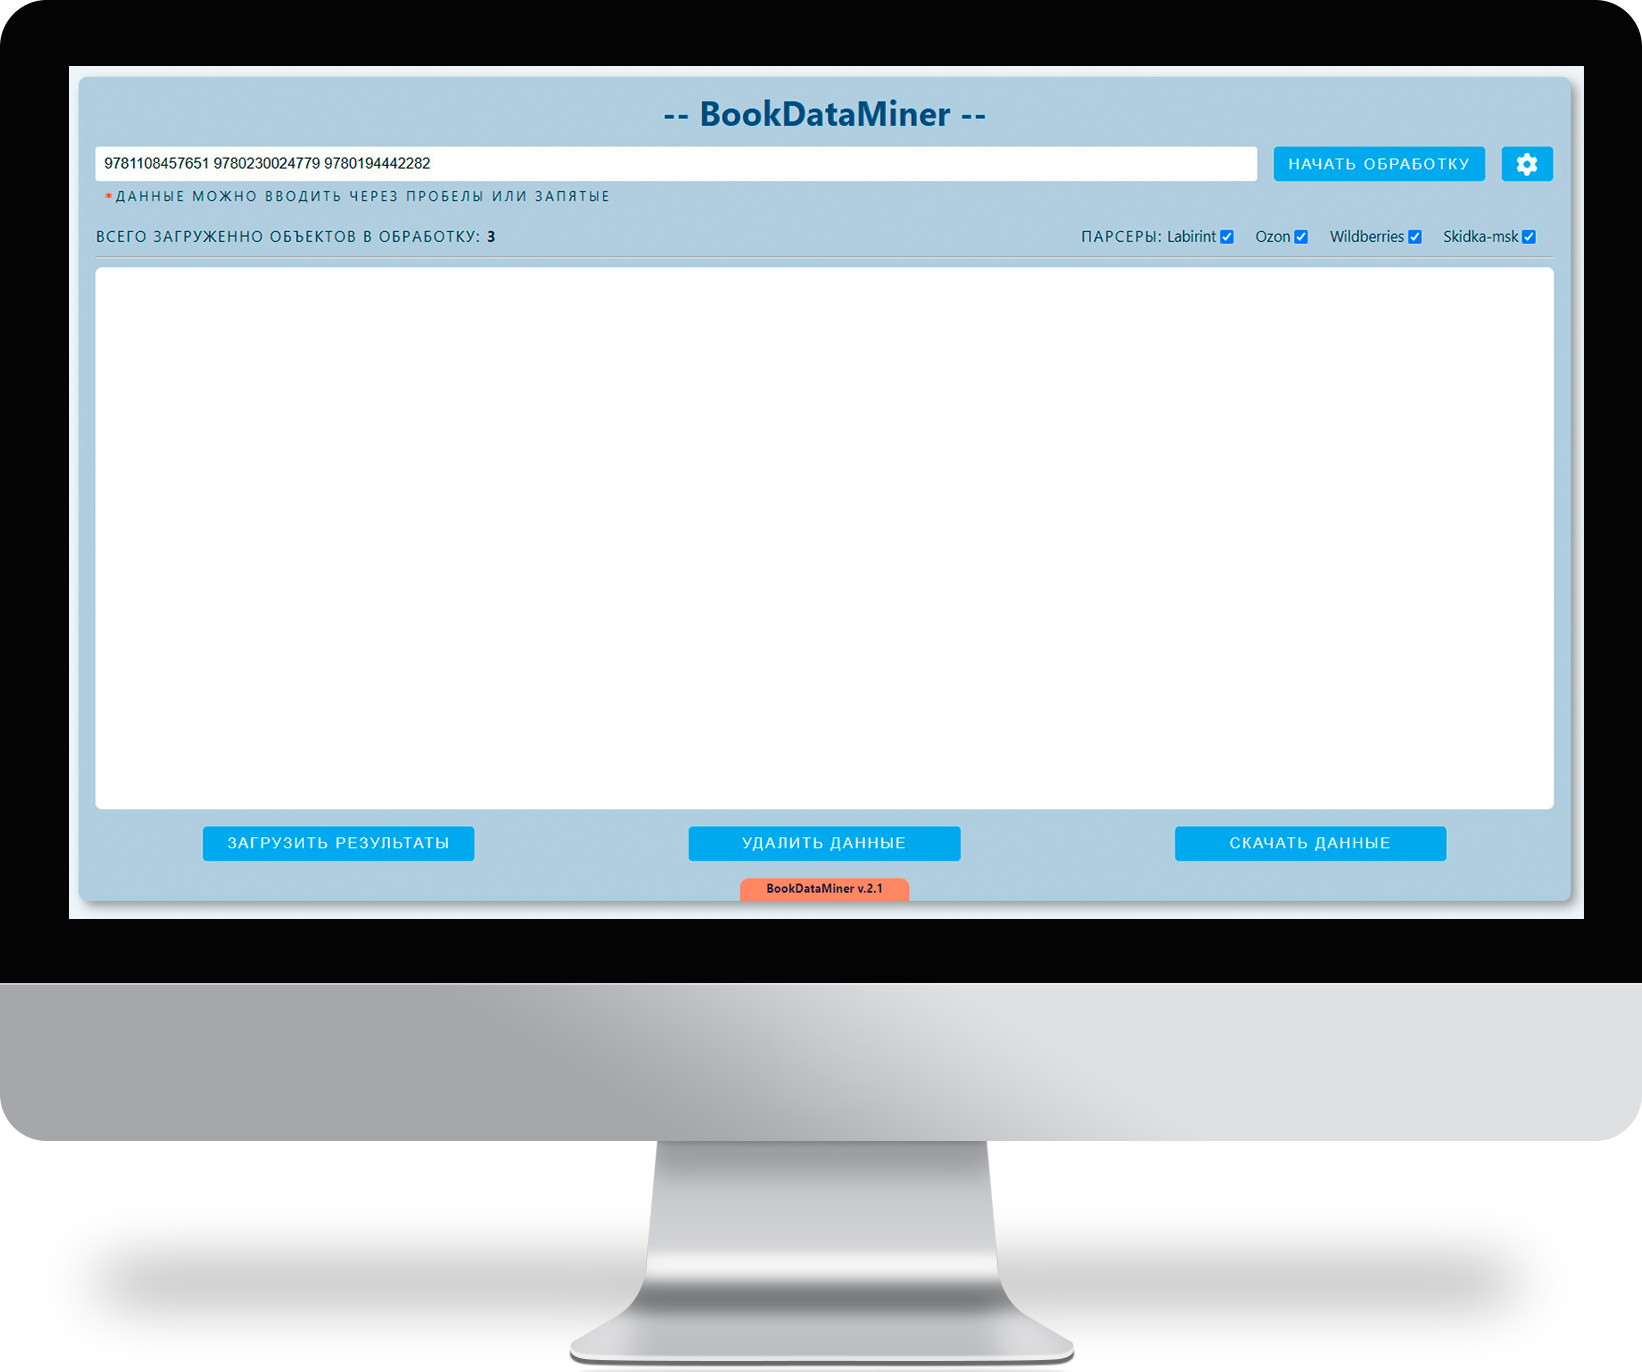 -- BookDataMiner --
9781108457651 9780230024779 9780194442282
НАЧАТЬ ОБРАБОТКУ
*ДАННЫЕ МОЖНО ВВОДИТЬ ЧЕРЕЗ ПРОБЕЛЫ ИЛИ ЗАПЯТЫЕ
ВСЕГО ЗАГРУЖЕННО ОБЪЕКТОВ В ОБРАБОТКУ: 3
ПАРСЕРЫ: Labirint Ozon Wildberries Skidka-msk
ЗАГРУЗИТЬ РЕЗУЛЬТАТЫ
УДАЛИТЬ ДАННЫЕ
СКАЧАТЬ ДАННЫЕ
BookDataMiner v.2.1